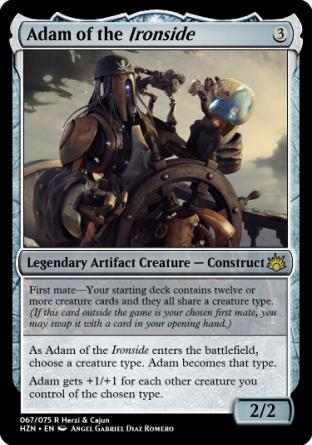 Adam of the Ironside 3
Legendary Artifact Creature — Construct
First mate—Your starting deck contains twelve or
more creature cards and they all share a creature type.
(If this card outside the game is your chosen first mate, you
may swap it with a card in your opening hand.)
As Adam of the Ironside enters the battlefield,
choose a creature type. Adam becomes that type.
Adam gets +1/+1 for each other creature you
control of the chosen type.
2/2
067/075 R Herzi & Cajun
HZN • EN Angel Gabriel Diaz Romero